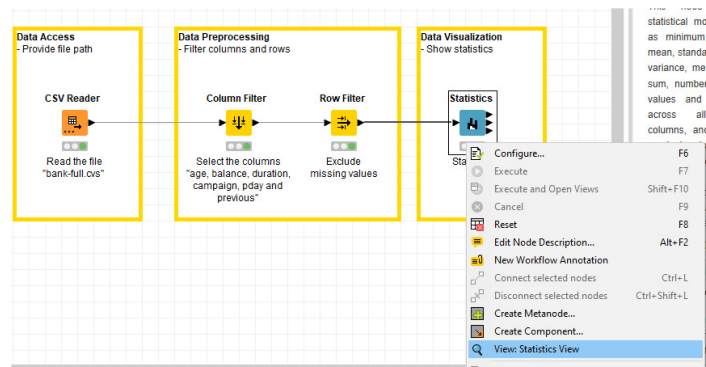 statistical mo
as minimum
mean, standa
variance, me
sum, number
values and
across all
columns, and
Data Access
- Provide file path
Data Preprocessing
- Filter columns and rows
Data Visualization
- Show statistics
CSV Reader
Read the file
"bank-full.cvs"
Column Filter
Select the columns
"age, balance, duration,
campaign, pday and
previous"
Row Filter
Exclude
missing values
Statistics
Sta
Configure... F6
Execute F7
Execute and Open Views Shift+F10
Cancel F9
Reset F8
Edit Node Description... Alt+F2
New Workflow Annotation
Connect selected nodes Ctrl+L
Disconnect selected nodes Ctrl+Shift+L
Create Metanode...
Create Component...
View: Statistics View